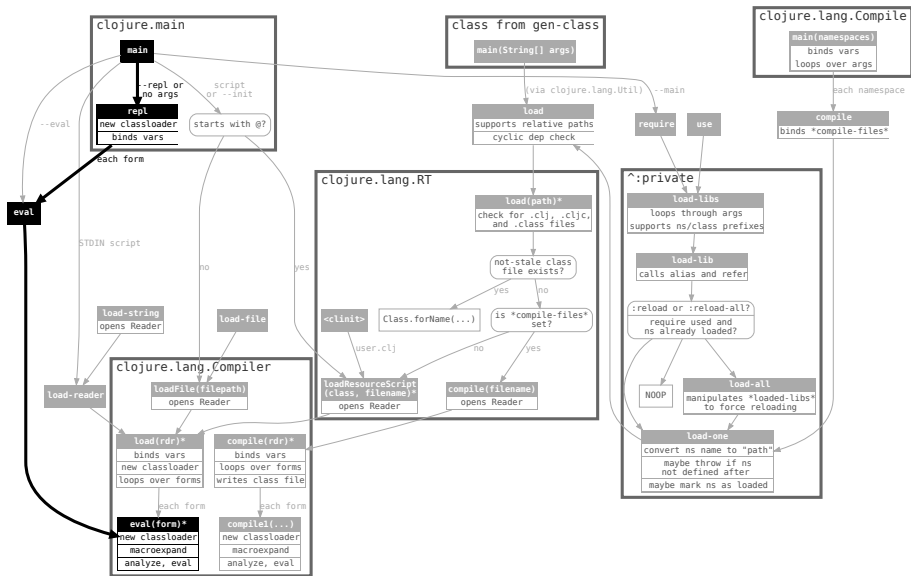 clojure.main
main
--repl or
no args
script
or --init
repl
new classloader
binds vars
starts with @?
--eval
each form
eval
STDIN script
no
yes
class from gen-class
main(String[] args)
(via clojure.lang.Util)
--main
load
supports relative paths
cyclic dep check
require
use
clojure.lang.Compile
main(namespaces)
binds vars
loops over args
each namespace
compile
binds *compile-files*
clojure.lang.RT
load(path)*
check for .clj, .cljc,
and .class files
not-stale class
file exists?
yes
no
Class.forName(...)
is *compile-files*
set?
<clinit>
user.clj
no
yes
loadResourceScript
(class, filename)*
opens Reader
compile(filename)
opens Reader
^:private
load-libs
loops through args
supports ns/class prefixes
load-lib
calls alias and refer
:reload or :reload-all?
require used and
ns already loaded?
NOOP
load-all
manipulates *loaded-libs*
to force reloading
load-one
convert ns name to "path"
maybe throw if ns
not defined after
maybe mark ns as loaded
load-string
opens Reader
load-file
load-reader
clojure.lang.Compiler
loadFile(filepath)
opens Reader
load(rdr)*
binds vars
new classloader
loops over forms
compile(rdr)*
binds vars
loops over forms
writes class file
each form
each form
eval(form)*
new classloader
macroexpand
analyze, eval
compile1(...)
new classloader
macroexpand
analyze, eval